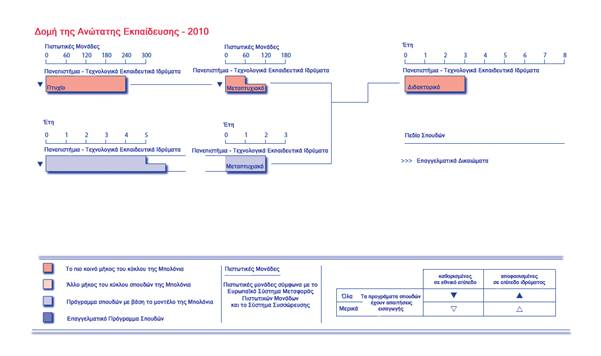 Δομή της Ανώτατης Εκπαίδευσης - 2010
Πιστωτικές Μονάδες
0 60 120 180 240 300
Πανεπιστήμια - Τεχνολογικά Εκπαιδευτικά Ιδρύματα
Πτυχίο
Πιστωτικές Μονάδες
0 60 120 180
Πανεπιστήμια - Τεχνολογικά Εκπαιδευτικά Ιδρύματα
Μεταπτυχιακό
Έτη
0 1 2 3 4 5 6 7 8
Πανεπιστήμια - Τεχνολογικά Εκπαιδευτικά Ιδρύματα
Διδακτορικό
Έτη
0 1 2 3 4 5
Πανεπιστήμια - Τεχνολογικά Εκπαιδευτικά Ιδρύματα
Έτη
0 1 2 3
Πανεπιστήμια - Τεχνολογικά Εκπαιδευτικά Ιδρύματα
Μεταπτυχιακό
Πεδίο Σπουδών
>>> Επαγγελματικά Δικαιώματα
Το πιο κοινό μήκος του κύκλου της Μπολόνια
Άλλο μήκος του κύκλου σπουδών της Μπολόνια
Πρόγραμμα σπουδών με βάση το μοντέλο της Μπολόνια
Επαγγελματικό Πρόγραμμα Σπουδών
Πιστωτικές Μονάδες
Πιστωτικές μονάδες σύμφωνα με το
Ευρωπαϊκό Σύστημα Μεταφοράς
Πιστωτικών Μονάδων
και το Σύστημα Συσσώρευσης
καθορισμένες
σε εθνικό επίπεδο
αποφασισμένες
σε επίπεδο ιδρύματος
Όλα
Μερικά
Τα προγράματα σπουδών
έχουν απαιτήσεις
εισαγωγής